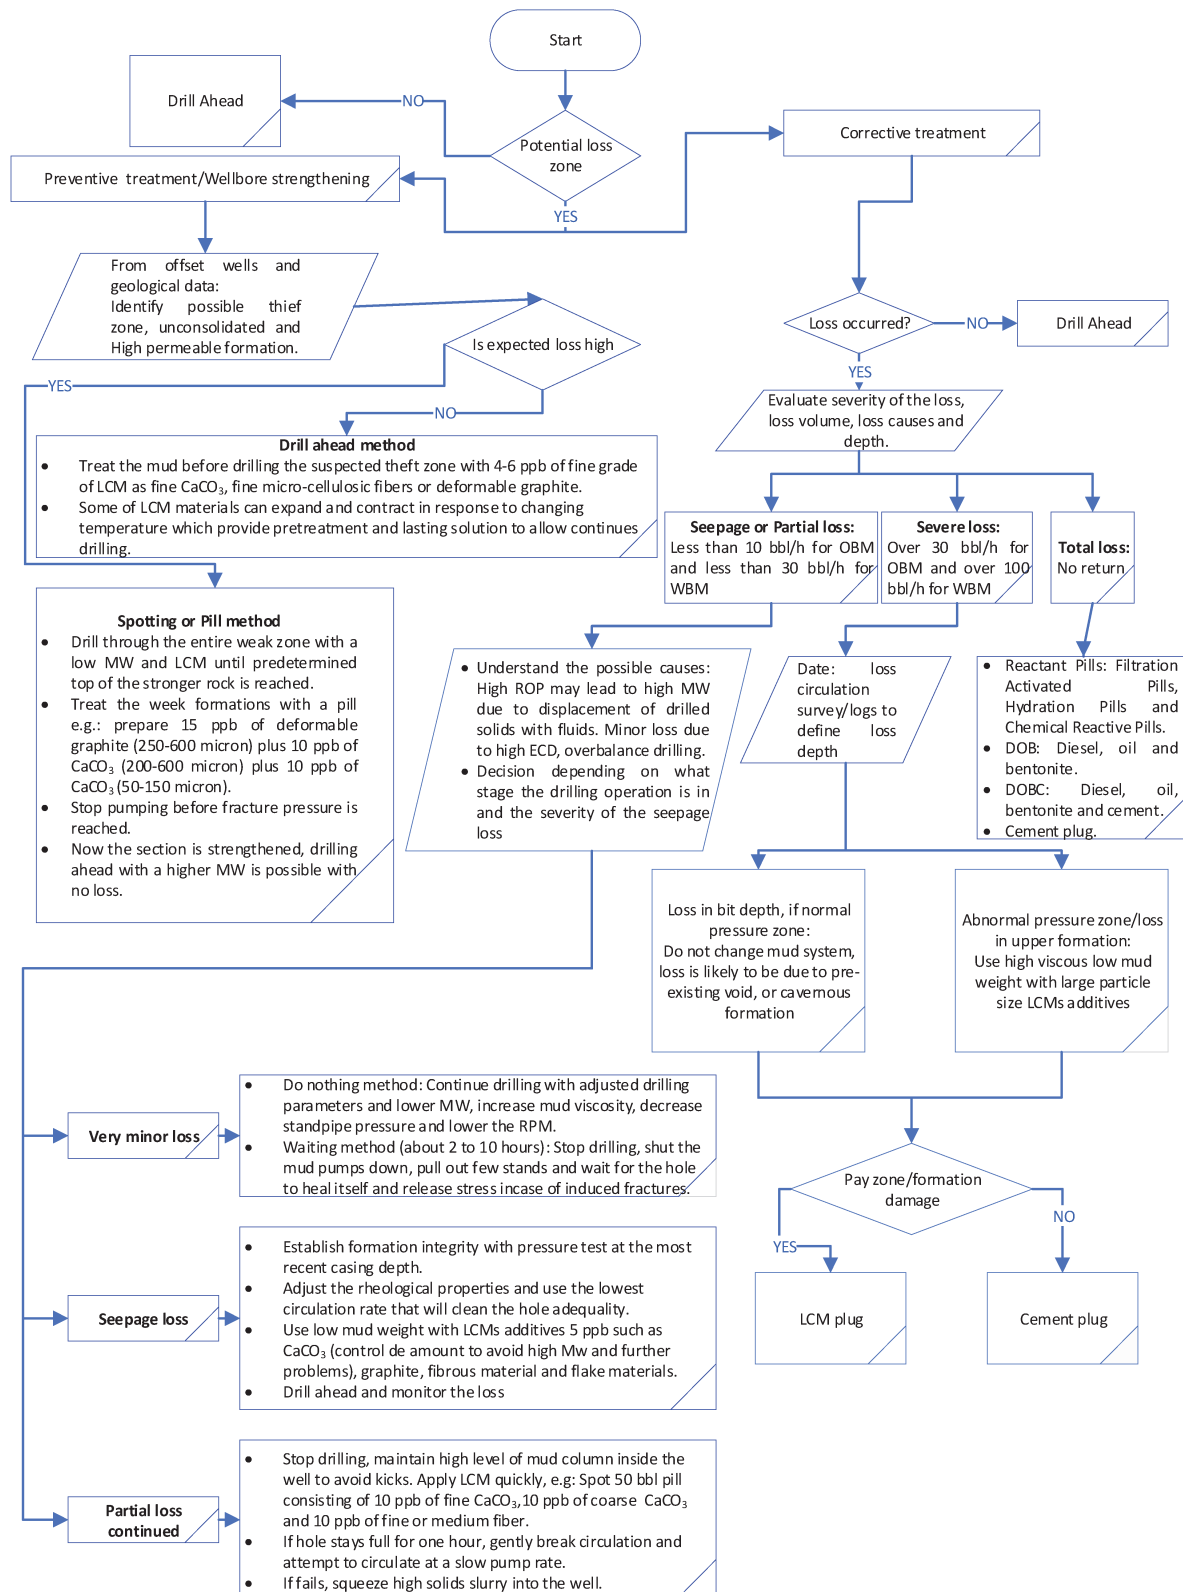 Start
Drill Ahead
NO
Potential loss
zone
YES
Corrective treatment
Preventive  treatment/Wellbore strengthening
From offset wells and
geological data:
Identify possible thief
zone, unconsolidated and
High permeable formation.
Is expected loss high
YES
NO
Loss occurred?
NO
Drill Ahead
YES
Evaluate severity of the loss,
loss volume, loss causes and
depth.
Drill ahead method
• Treat the mud before drilling the suspected theft zone with 4-6 ppb of fine grade
of LCM as fine CaCO₃, fine micro-cellulosic fibers or deformable graphite.
• Some of LCM materials can expand and contract in response to changing
temperature which provide pretreatment and lasting solution to allow continues
drilling.
Seepage or Partial loss:
Less than 10 bbl/h for OBM
and less than 30 bbl/h for
WBM
Severe loss:
Over 30 bbl/h for
OBM and over 100
bbl/h for WBM
Total loss:
No return
Spotting or Pill method
• Drill through the entire weak zone with a
low MW and LCM until predetermined
top of the stronger rock is reached.
• Treat the week formations with a pill
e.g.: prepare 15 ppb of deformable
graphite (250-600 micron) plus 10 ppb of
CaCO₃ (200-600 micron) plus 10 ppb of
CaCO₃ (50-150 micron).
• Stop pumping before fracture pressure is
reached.
• Now the section is strengthened, drilling
ahead with a higher MW is possible with
no loss.
• Understand the possible causes:
High ROP may lead to high MW
due to displacement of drilled
solids with fluids. Minor loss due
to high ECD, overbalance drilling.
• Decision depending on what
stage the drilling operation is in
and the severity of the seepage
loss
Date: loss
circulation
survey/logs to
define loss
depth
• Reactant Pills: Filtration
Activated Pills,
Hydration Pills and
Chemical Reactive Pills.
• DOB: Diesel, oil and
bentonite.
• DOBC: Diesel, oil,
bentonite and cement.
• Cement plug.
Loss in bit depth, if normal
pressure zone:
Do not change mud system,
loss is likely to be due to pre-
existing void, or cavernous
formation
Abnormal pressure zone/loss
in upper formation:
Use high viscous low mud
weight with large particle
size LCMs additives
Very minor loss
• Do nothing method: Continue drilling with adjusted drilling
parameters and lower MW, increase mud viscosity, decrease
standpipe pressure and lower the RPM.
• Waiting method (about 2 to 10 hours): Stop drilling, shut the
mud pumps down, pull out few stands and wait for the hole
to heal itself and release stress incase of induced fractures.
Pay zone/formation
damage
YES
NO
LCM plug
Cement plug
Seepage loss
• Establish formation integrity with pressure test at the most
recent casing depth.
• Adjust the rheological properties and use the lowest
circulation rate that will clean the hole adequality.
• Use low mud weight with LCMs additives 5 ppb such as
CaCO₃ (control de amount to avoid high Mw and further
problems), graphite, fibrous material and flake materials.
• Drill ahead and monitor the loss
Partial loss
continued
• Stop drilling, maintain high level of mud column inside the
well to avoid kicks. Apply LCM quickly, e.g: Spot 50 bbl pill
consisting of 10 ppb of fine CaCO₃,10 ppb of coarse CaCO₃
and 10 ppb of fine or medium fiber.
• If hole stays full for one hour, gently break circulation and
attempt to circulate at a slow pump rate.
• If fails, squeeze high solids slurry into the well.